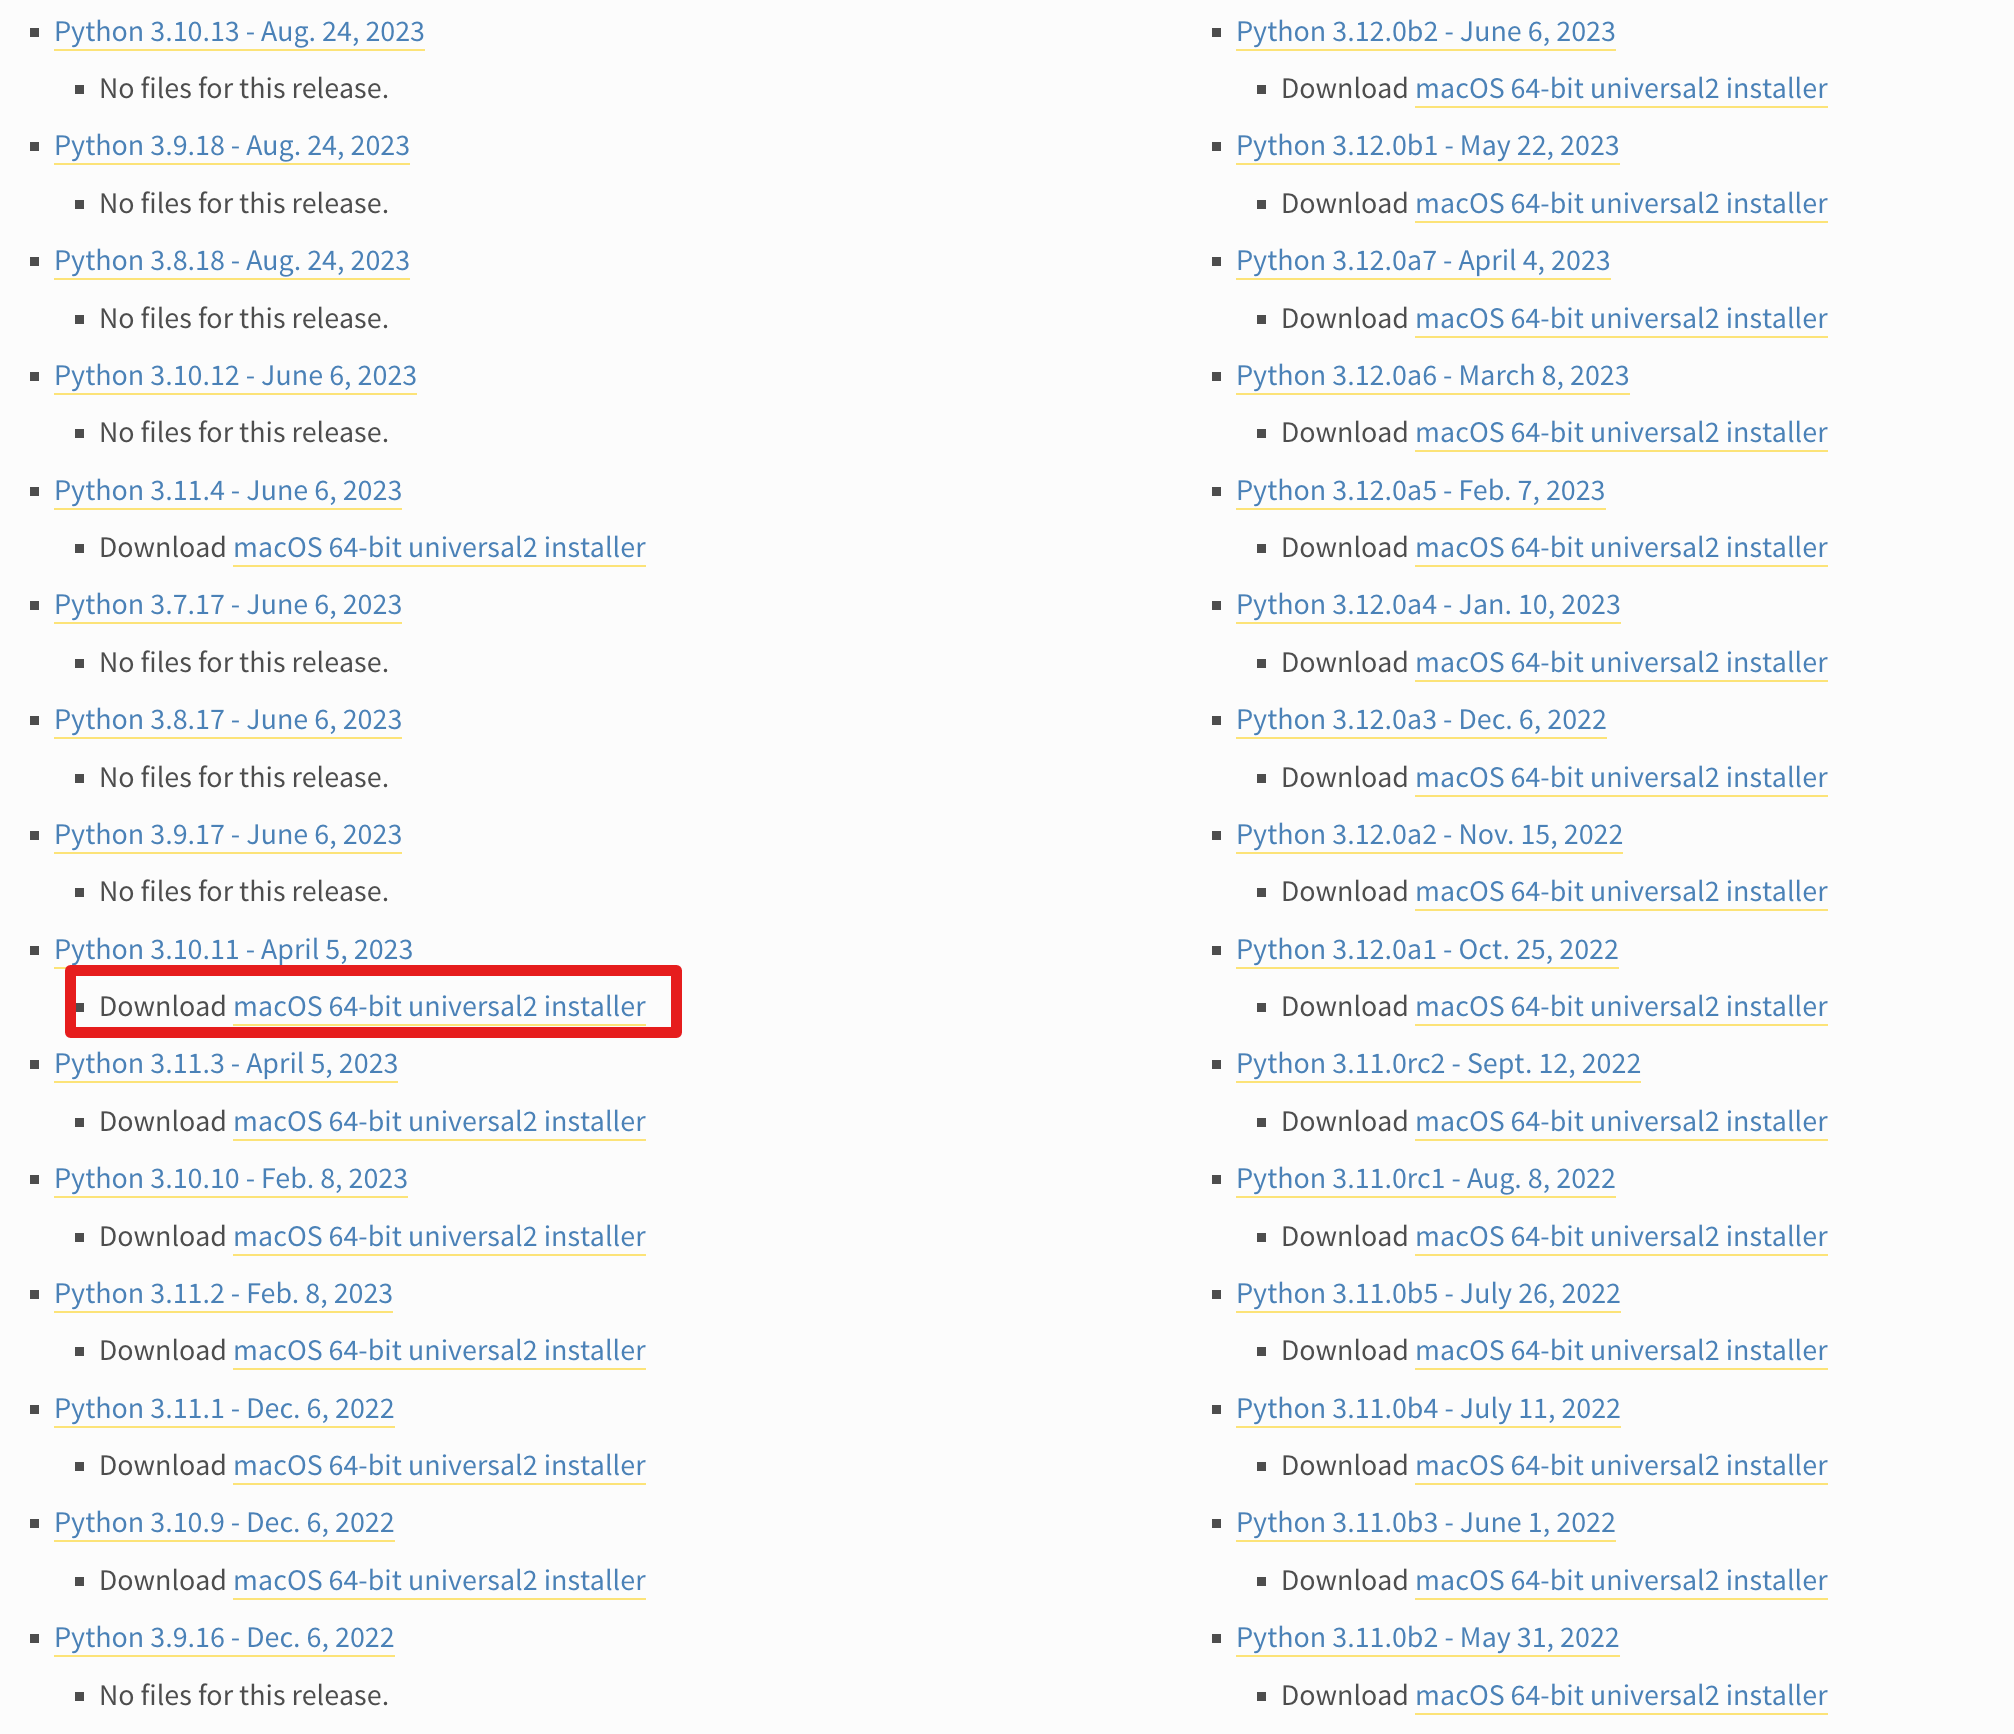 Python 3.10.13 - Aug. 24, 2023
No files for this release.
Python 3.9.18 - Aug. 24, 2023
No files for this release.
Python 3.8.18 - Aug. 24, 2023
No files for this release.
Python 3.10.12 - June 6, 2023
No files for this release.
Python 3.11.4 - June 6, 2023
Download macOS 64-bit universal2 installer
Python 3.7.17 - June 6, 2023
No files for this release.
Python 3.8.17 - June 6, 2023
No files for this release.
Python 3.9.17 - June 6, 2023
No files for this release.
Python 3.10.11 - April 5, 2023
Download macOS 64-bit universal2 installer
Python 3.11.3 - April 5, 2023
Download macOS 64-bit universal2 installer
Python 3.10.10 - Feb. 8, 2023
Download macOS 64-bit universal2 installer
Python 3.11.2 - Feb. 8, 2023
Download macOS 64-bit universal2 installer
Python 3.11.1 - Dec. 6, 2022
Download macOS 64-bit universal2 installer
Python 3.10.9 - Dec. 6, 2022
Download macOS 64-bit universal2 installer
Python 3.9.16 - Dec. 6, 2022
No files for this release.
Python 3.12.0b2 - June 6, 2023
Download macOS 64-bit universal2 installer
Python 3.12.0b1 - May 22, 2023
Download macOS 64-bit universal2 installer
Python 3.12.0a7 - April 4, 2023
Download macOS 64-bit universal2 installer
Python 3.12.0a6 - March 8, 2023
Download macOS 64-bit universal2 installer
Python 3.12.0a5 - Feb. 7, 2023
Download macOS 64-bit universal2 installer
Python 3.12.0a4 - Jan. 10, 2023
Download macOS 64-bit universal2 installer
Python 3.12.0a3 - Dec. 6, 2022
Download macOS 64-bit universal2 installer
Python 3.12.0a2 - Nov. 15, 2022
Download macOS 64-bit universal2 installer
Python 3.12.0a1 - Oct. 25, 2022
Download macOS 64-bit universal2 installer
Python 3.11.0rc2 - Sept. 12, 2022
Download macOS 64-bit universal2 installer
Python 3.11.0rc1 - Aug. 8, 2022
Download macOS 64-bit universal2 installer
Python 3.11.0b5 - July 26, 2022
Download macOS 64-bit universal2 installer
Python 3.11.0b4 - July 11, 2022
Download macOS 64-bit universal2 installer
Python 3.11.0b3 - June 1, 2022
Download macOS 64-bit universal2 installer
Python 3.11.0b2 - May 31, 2022
Download macOS 64-bit universal2 installer